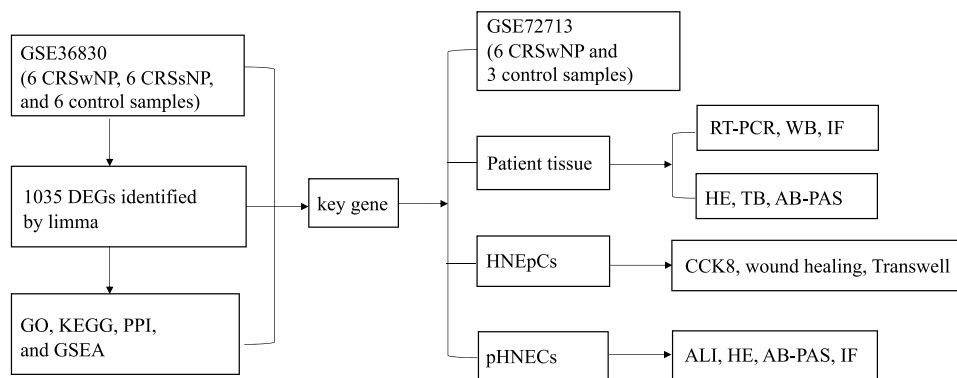 GSE36830
(6 CRSwNP, 6 CRSsNP,
and 6 control samples)
1035 DEGs identified
by limma
GO, KEGG, PPI,
and GSEA
key gene
GSE72713
(6 CRSwNP and
3 control samples)
Patient tissue
RT-PCR, WB, IF
HE, TB, AB-PAS
HNEpCs
CCK8, wound healing, Transwell
pHNECs
ALI, HE, AB-PAS, IF